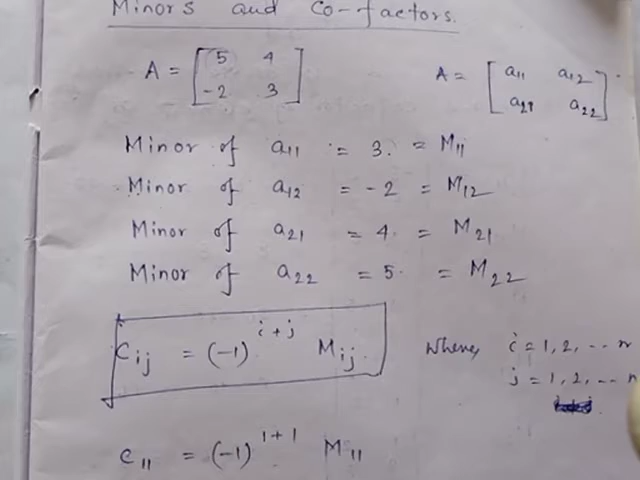 Minors and Co-factors.
A = [ 5 4 A = [ a11 a12
-2 3 ] a21 a22 ]
Minor of a11 = 3. = M11
Minor of a12 = -2 = M12
Minor of a21 = 4. = M21
Minor of a22 = 5. = M22
Cij = (-1)^i+j Mij Where, i = 1, 2, ... n
j = 1, 2, ... n
C11 = (-1)^1+1 M11